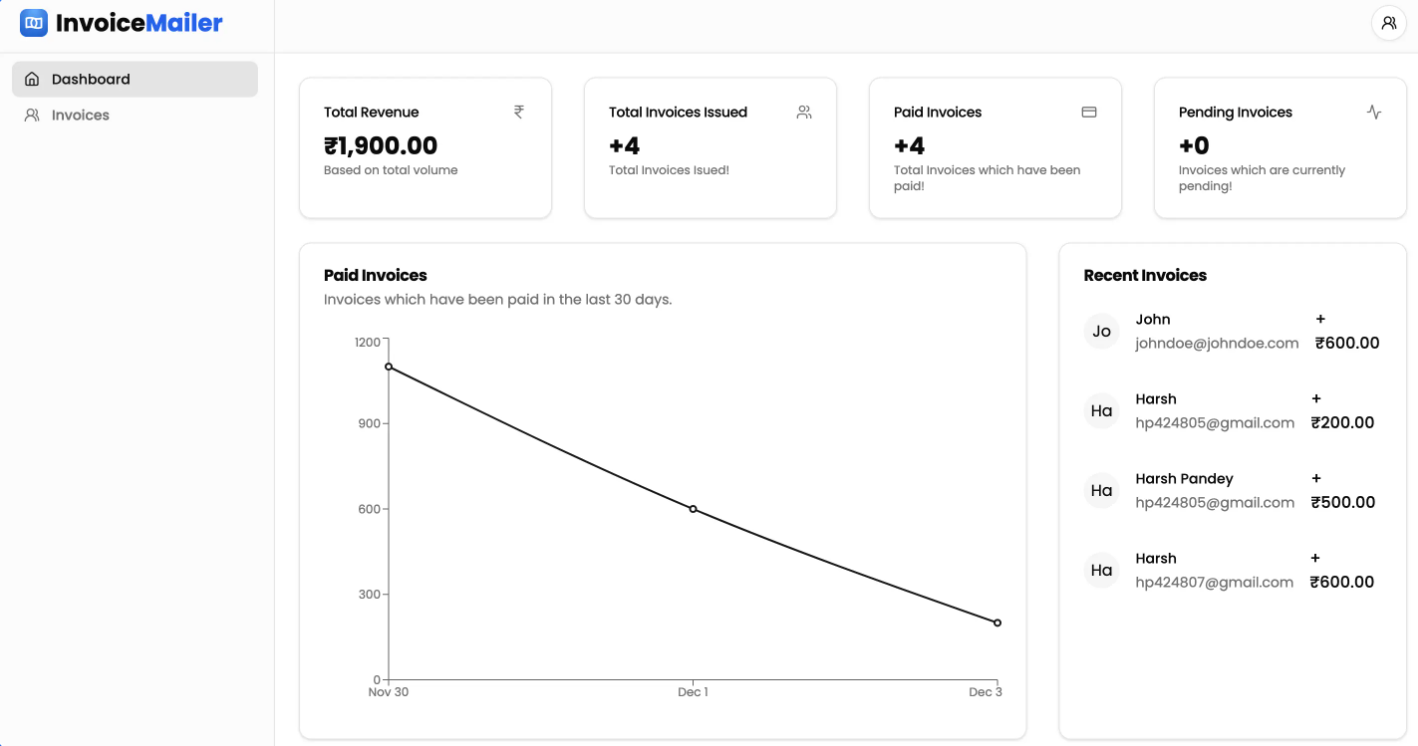 InvoiceMailer
Dashboard
Invoices
Total Revenue ₹
₹1,900.00
Based on total volume
Total Invoices Issued
+4
Total Invoices Isued!
Paid Invoices
+4
Total Invoices which have been
paid!
Pending Invoices
+0
Invoices which are currently
pending!
Paid Invoices
Invoices which have been paid in the last 30 days.
1200
900
600
300
0
Nov 30 Dec 1 Dec 3
Recent Invoices
Jo
John +
johndoe@johndoe.com ₹600.00
Ha
Harsh +
hp424805@gmail.com ₹200.00
Ha
Harsh Pandey +
hp424805@gmail.com ₹500.00
Ha
Harsh +
hp424807@gmail.com ₹600.00